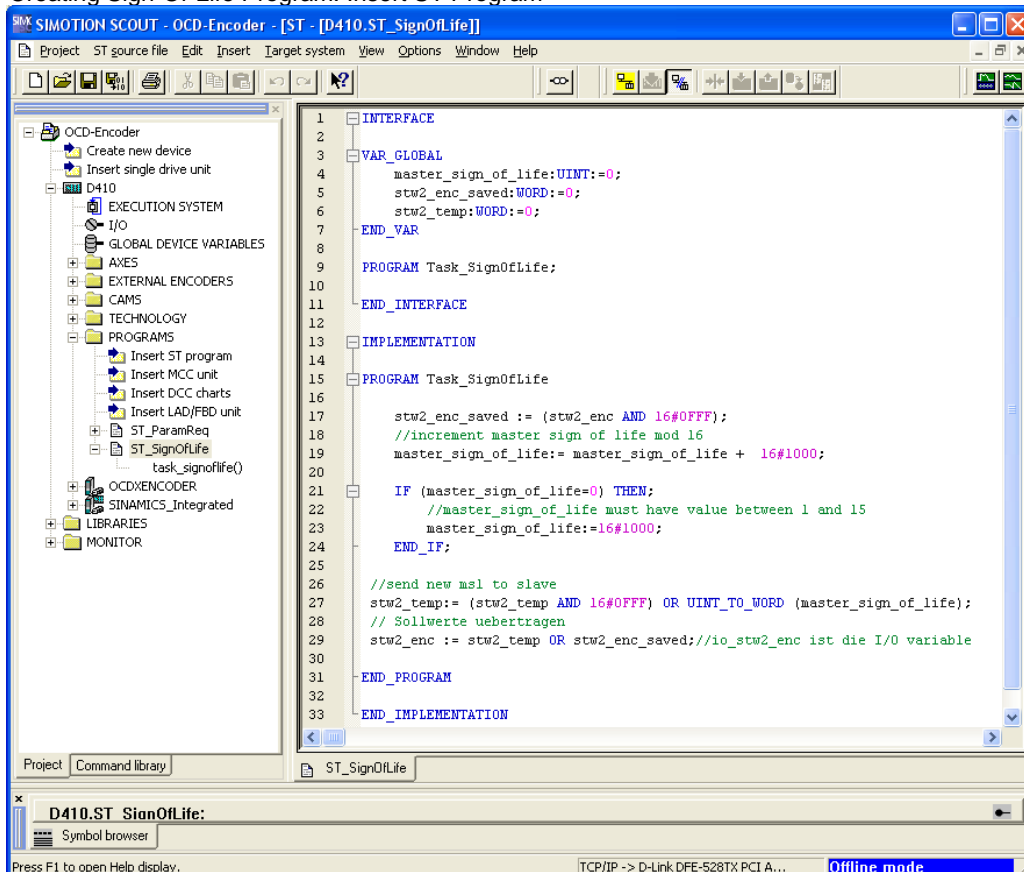 Creating Sign-Of-Life Program: Insert ST Program
SIMOTION SCOUT - OCD-Encoder - [ST - [D410.ST_SignOfLife]]
Project ST source file Edit Insert Target system View Options Window Help
OCD-Encoder
Create new device
Insert single drive unit
D410
EXECUTION SYSTEM
I/O
GLOBAL DEVICE VARIABLES
AXES
EXTERNAL ENCODERS
CAMS
TECHNOLOGY
PROGRAMS
Insert ST program
Insert MCC unit
Insert DCC charts
Insert LAD/FBD unit
ST_ParamReq
ST_SignOfLife
task_signoflife()
OCDXENCODER
SINAMICS_Integrated
LIBRARIES
MONITOR
Project Command library
1 INTERFACE
2
3 VAR_GLOBAL
4 master_sign_of_life:UINT:=0;
5 stw2_enc_saved:WORD:=0;
6 stw2_temp:WORD:=0;
7 END_VAR
8
9 PROGRAM Task_SignOfLife;
10
11 END_INTERFACE
12
13 IMPLEMENTATION
14
15 PROGRAM Task_SignOfLife
16
17 stw2_enc_saved := (stw2_enc AND 16#0FFF);
18 //increment master sign of life mod 16
19 master_sign_of_life:= master_sign_of_life + 16#1000;
20
21 IF (master_sign_of_life=0) THEN;
22 //master_sign_of_life must have value between 1 and 15
23 master_sign_of_life:=16#1000;
24 END_IF;
25
26 //send new msl to slave
27 stw2_temp:= (stw2_temp AND 16#0FFF) OR UINT_TO_WORD (master_sign_of_life);
28 // Sollwerte uebertragen
29 stw2_enc := stw2_temp OR stw2_enc_saved;//io_stw2_enc ist die I/O variable
30
31 END_PROGRAM
32
33 END_IMPLEMENTATION
ST_SignOfLife
D410.ST_SignOfLife:
Symbol browser
Press F1 to open Help display.
TCP/IP -> D-Link DFE-528TX PCI A...
Offline mode